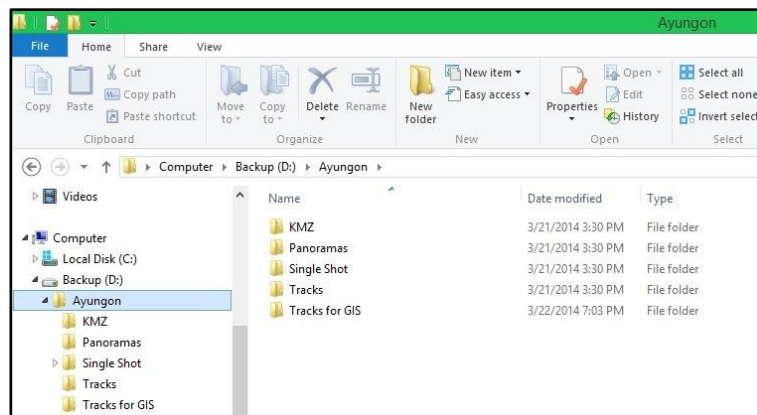 Ayungon
File Home Share View
Copy Paste Cut Copy path Paste shortcut
Move to Copy to Delete Rename
New folder New item Easy access
Properties Open Edit History
Select all Select none Invert select
Clipboard Organize New Open Select
Computer Backup (D:) Ayungon
Videos
Computer
Local Disk (C:)
Backup (D:)
Ayungon
KMZ
Panoramas
Single Shot
Tracks
Tracks for GIS
Name Date modified Type
KMZ 3/21/2014 3:30 PM File folder
Panoramas 3/21/2014 3:30 PM File folder
Single Shot 3/21/2014 3:30 PM File folder
Tracks 3/21/2014 3:30 PM File folder
Tracks for GIS 3/22/2014 7:03 PM File folder